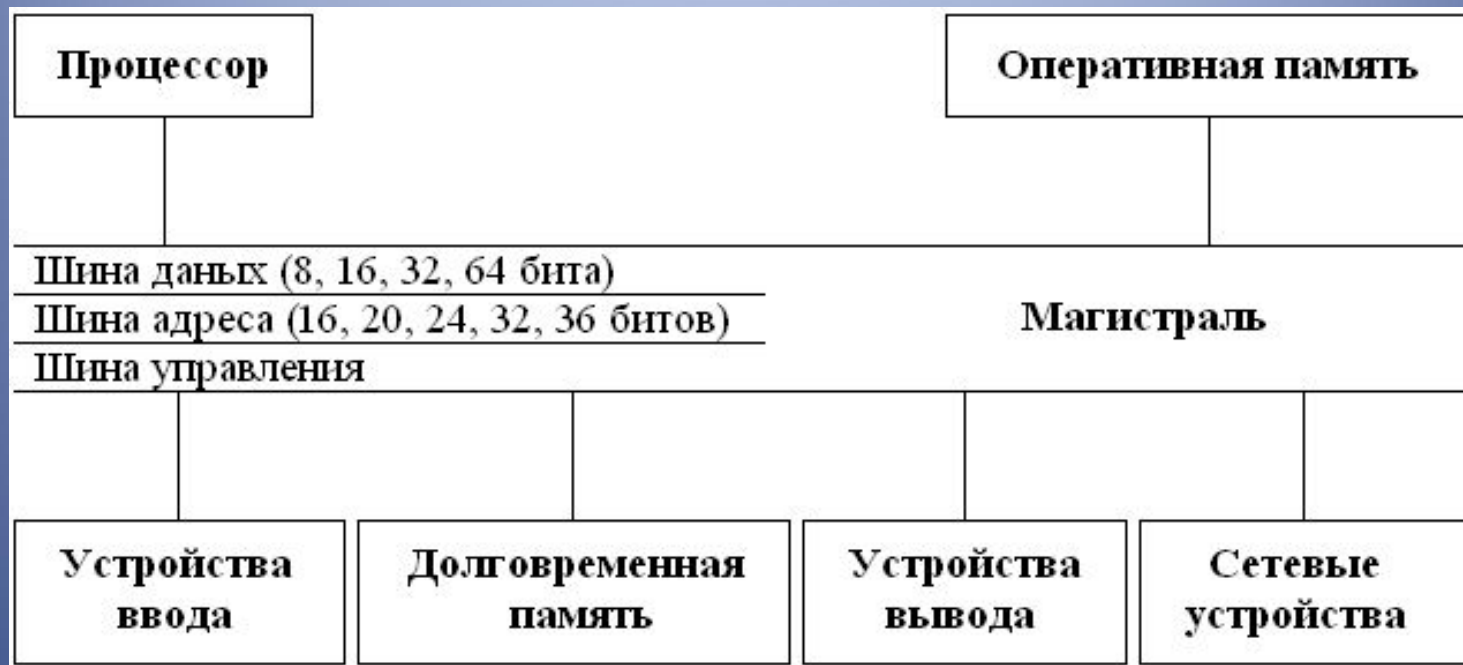 Процессор
Оперативная память
Шина даных (8, 16, 32, 64 бита)
Шина адреса (16, 20, 24, 32, 36 битов)
Шина управления
Магистраль
Устройства
ввода
Долговременная
память
Устройства
вывода
Сетевые
устройства